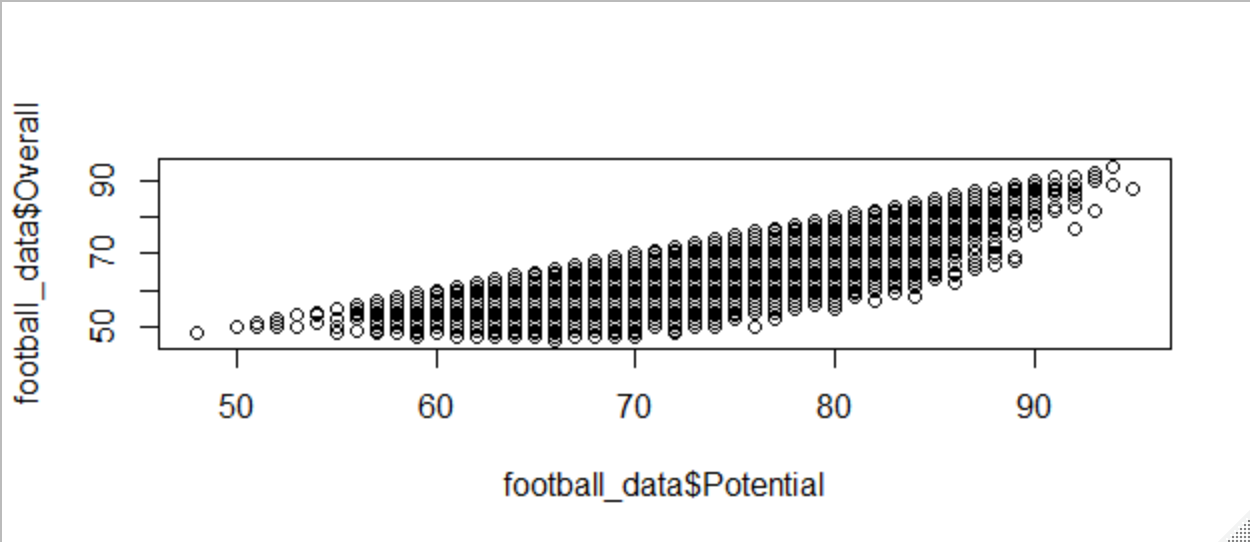 football_data$Overall
90
70
50
50 60 70 80 90
football_data$Potential